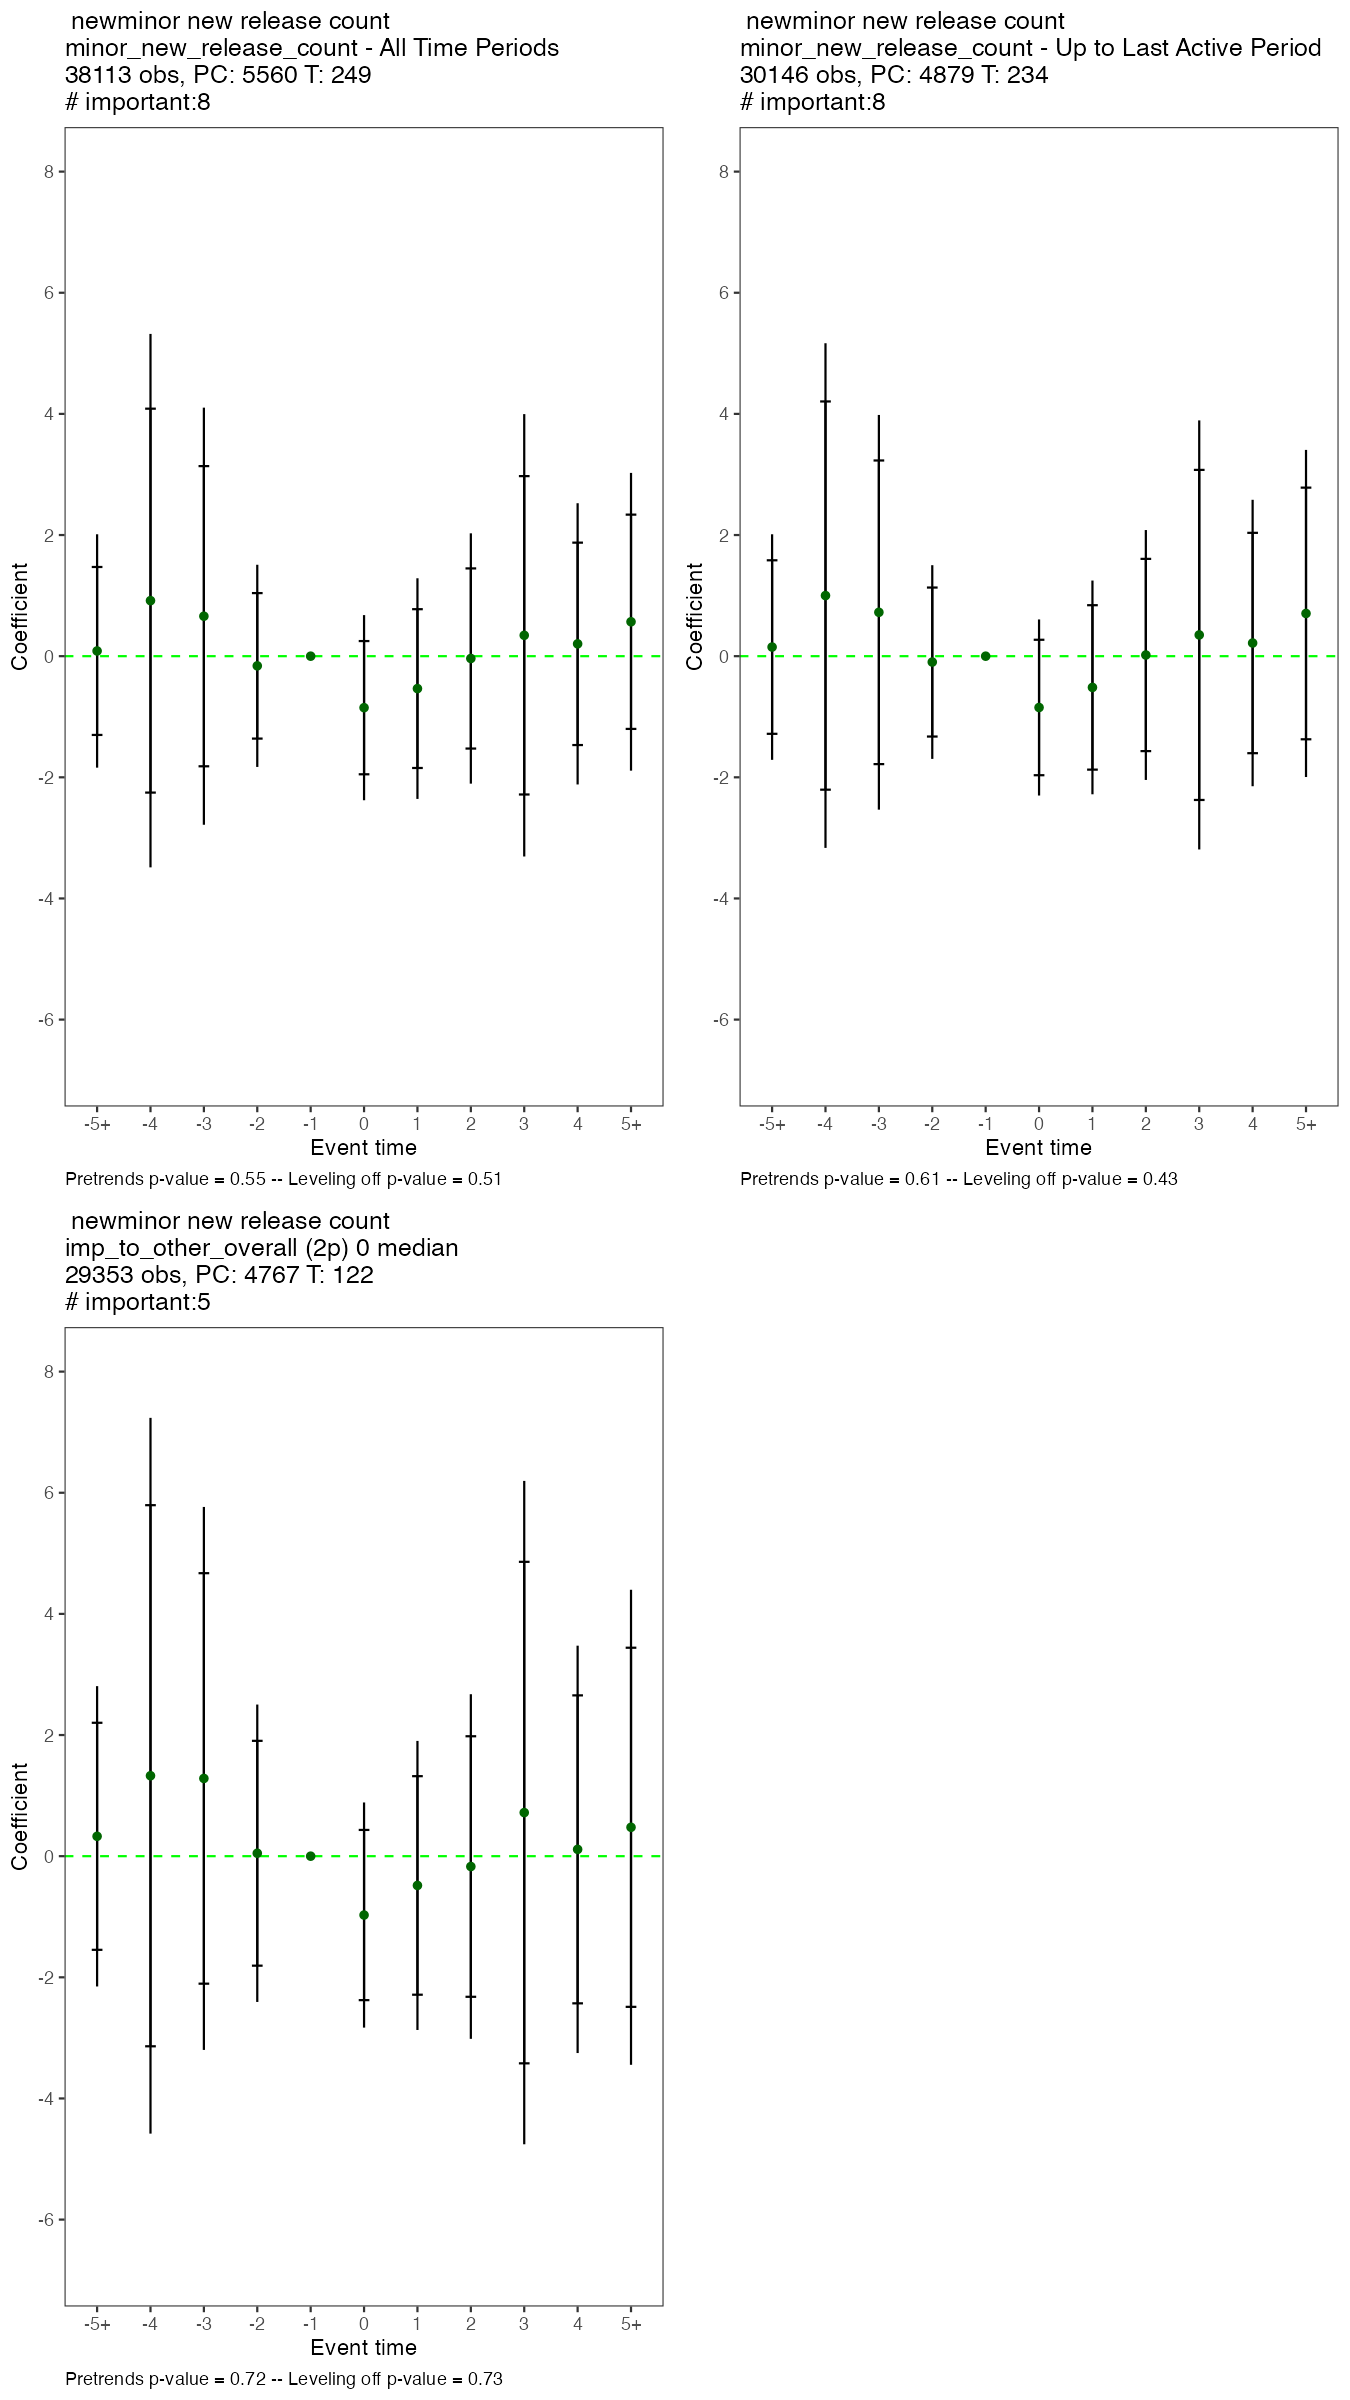 newminor new release count
minor_new_release_count - All Time Periods
38113 obs, PC: 5560 T: 249
# important:8
8
6
4
2
0
-2
-4
-6
Coefficient
-5+ -4 -3 -2 -1 0 1 2 3 4 5+
Event time
Pretrends p-value = 0.55 -- Leveling off p-value = 0.51
newminor new release count
minor_new_release_count - Up to Last Active Period
30146 obs, PC: 4879 T: 234
# important:8
8
6
4
2
0
-2
-4
-6
Coefficient
-5+ -4 -3 -2 -1 0 1 2 3 4 5+
Event time
Pretrends p-value = 0.61 -- Leveling off p-value = 0.43
newminor new release count
imp_to_other_overall (2p) 0 median
29353 obs, PC: 4767 T: 122
# important:5
8
6
4
2
0
-2
-4
-6
Coefficient
-5+ -4 -3 -2 -1 0 1 2 3 4 5+
Event time
Pretrends p-value = 0.72 -- Leveling off p-value = 0.73